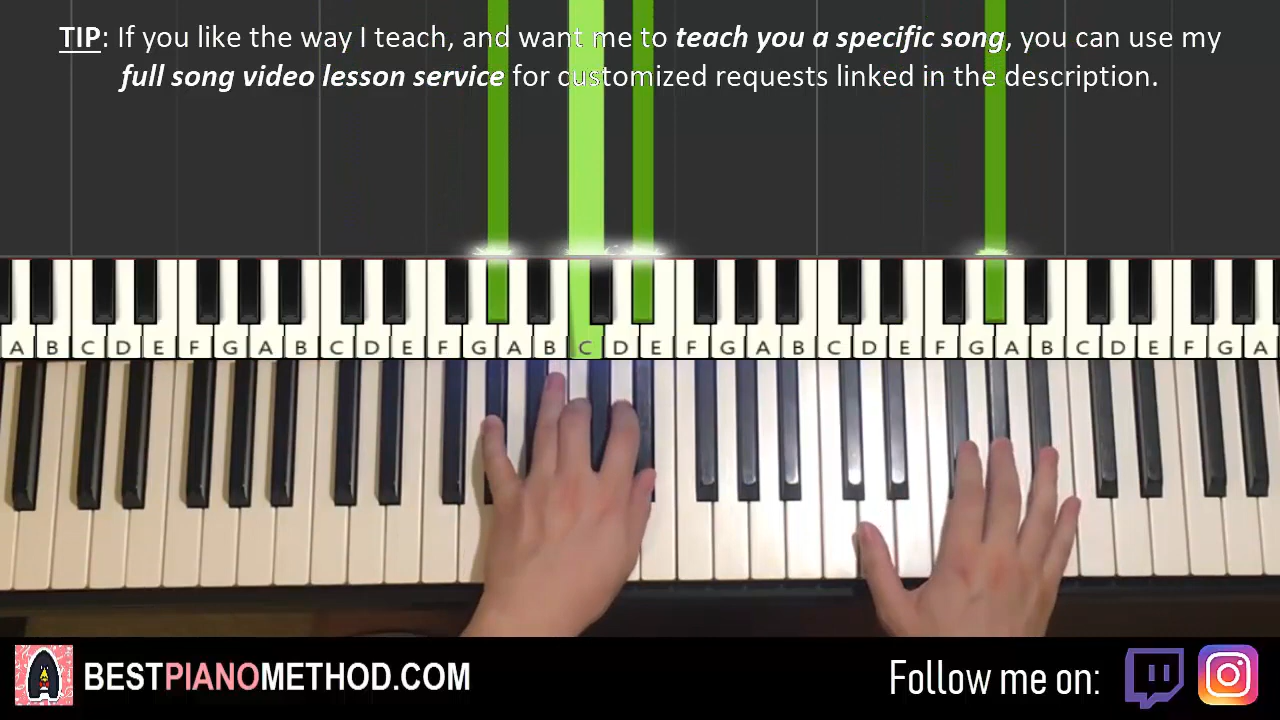 TIP: If you like the way I teach, and want me to teach you a specific song, you can use my
full song video lesson service for customized requests linked in the description.
A B C D E F G A B C D E F G A B C D E F G A B C D E F G A B C D E F G A
BESTPIANOMETHOD.COM
Follow me on: